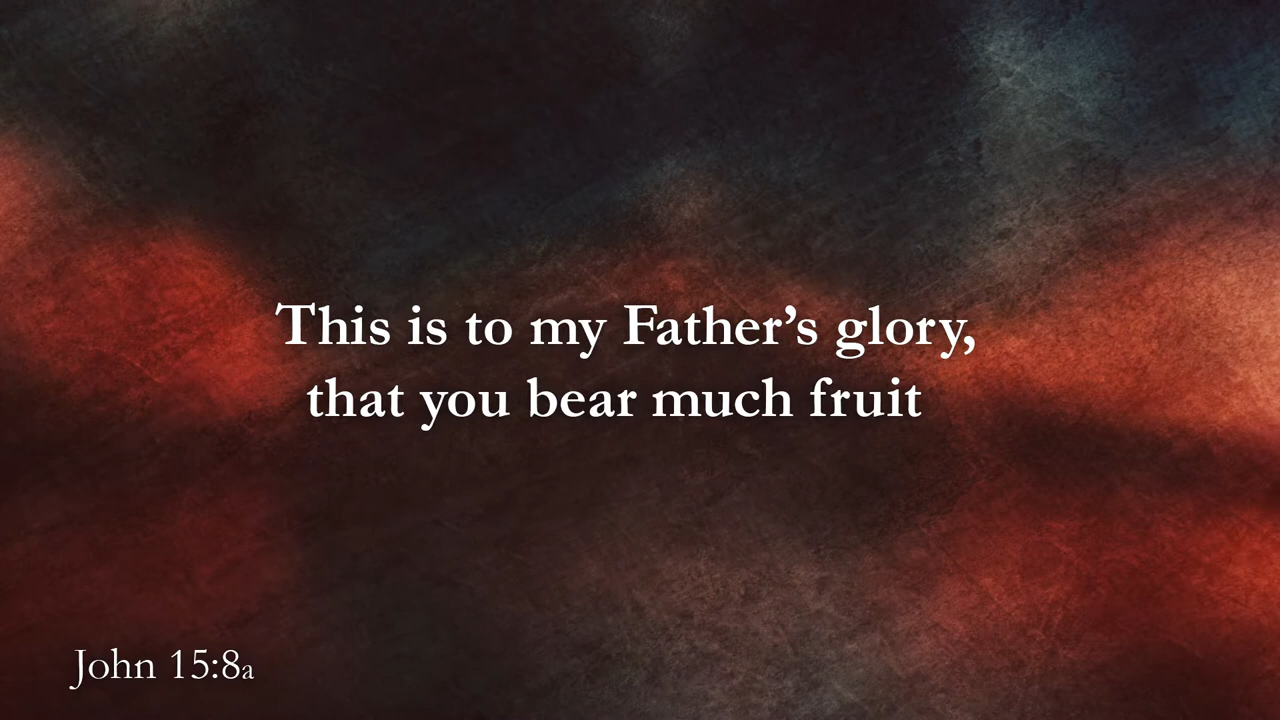 This is to my Father’s glory,
that you bear much fruit
John 15:8a